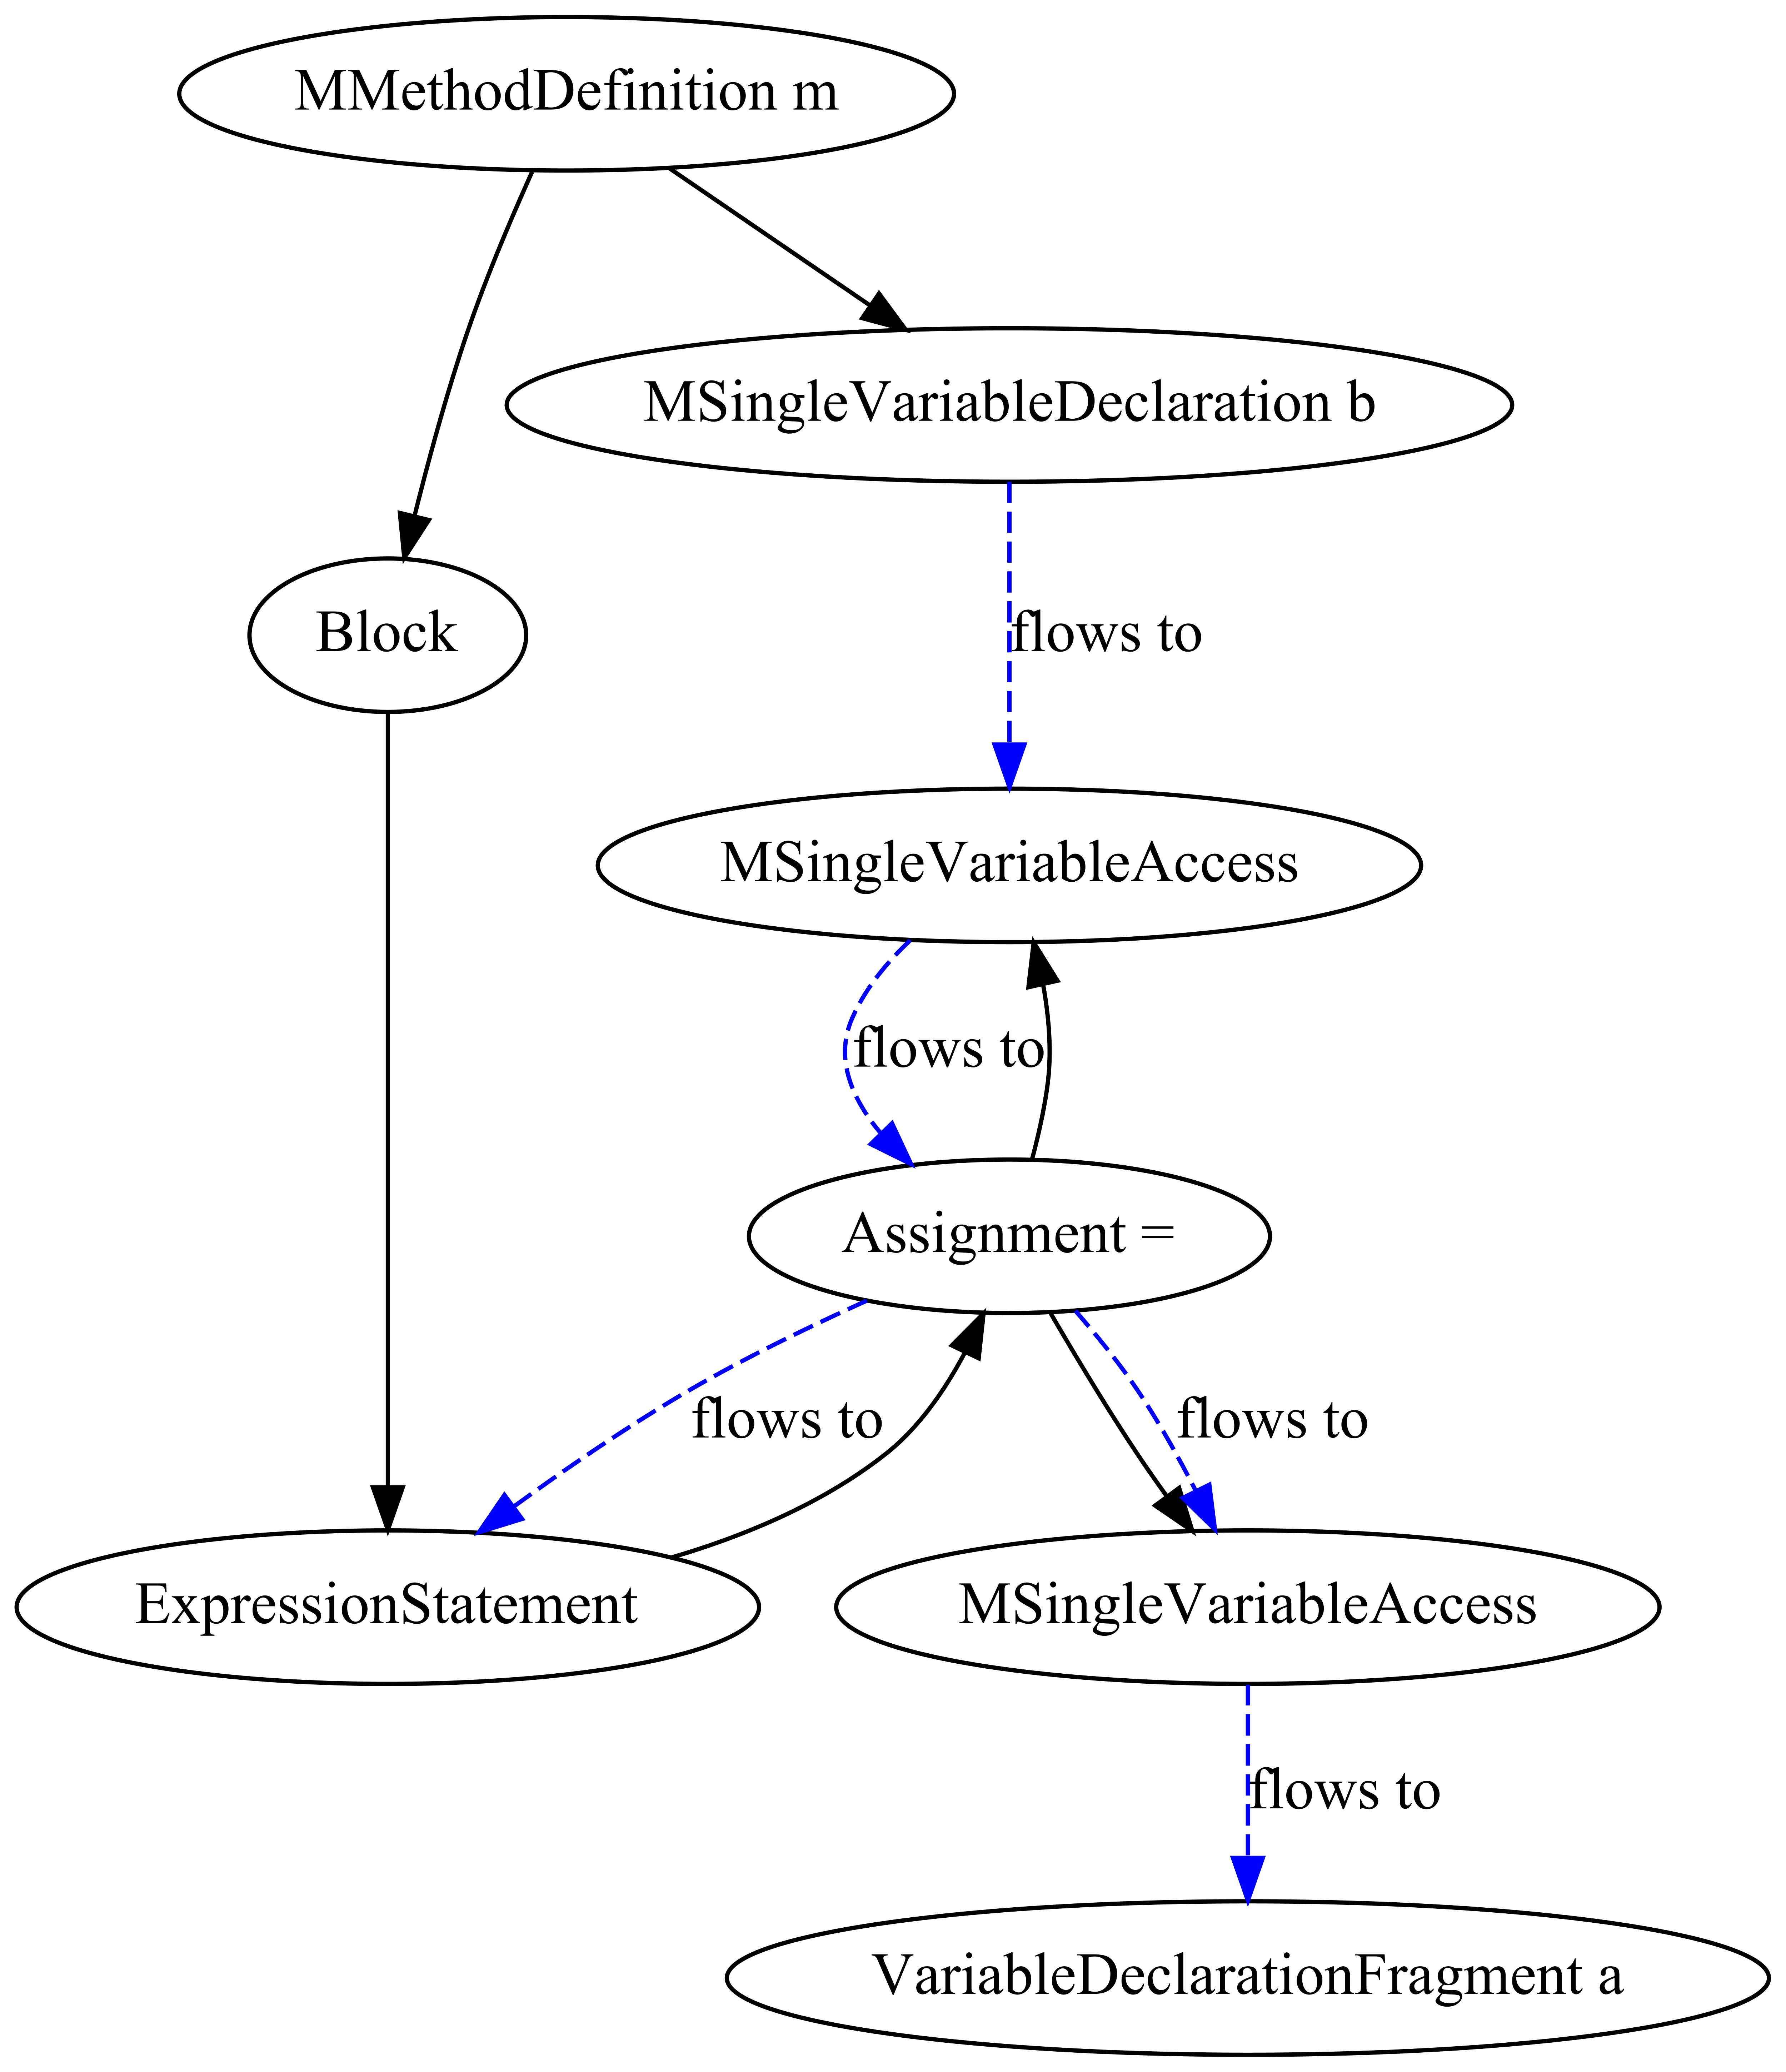 MMethodDefinition m
MSingleVariableDeclaration b
Block
flows to
MSingleVariableAccess
flows to
Assignment =
flows to
flows to
ExpressionStatement
MSingleVariableAccess
flows to
VariableDeclarationFragment a